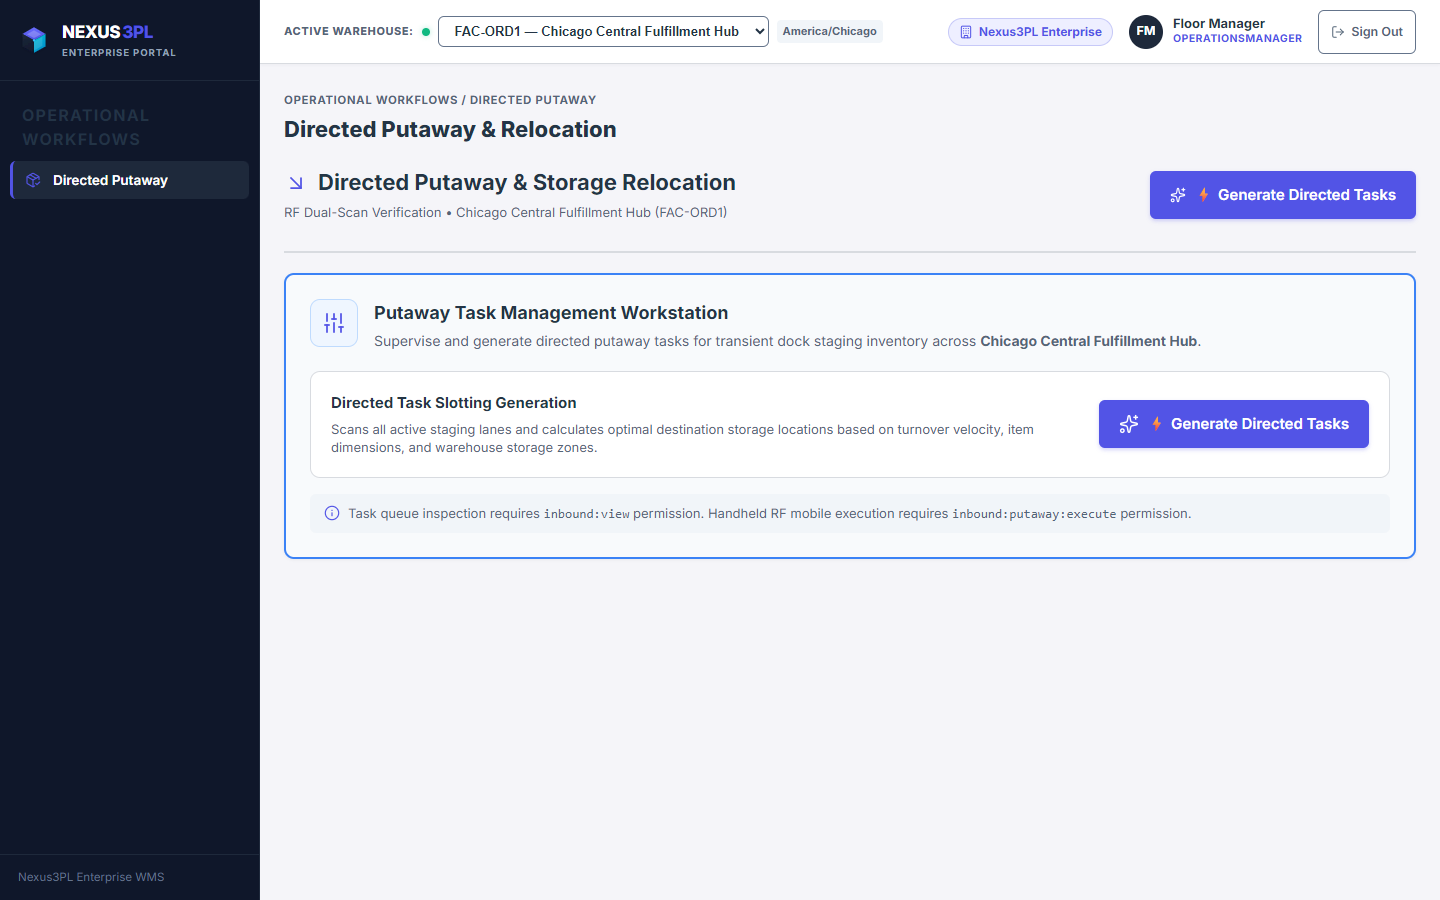 NEXUS3PL
ENTERPRISE PORTAL
OPERATIONAL
WORKFLOWS
Directed Putaway
Nexus3PL Enterprise WMS
ACTIVE WAREHOUSE:
FAC-ORD1 — Chicago Central Fulfillment Hub
America/Chicago
Nexus3PL Enterprise
FM
Floor Manager
OPERATIONSMANAGER
Sign Out
OPERATIONAL WORKFLOWS / DIRECTED PUTAWAY
Directed Putaway & Relocation
Directed Putaway & Storage Relocation
RF Dual-Scan Verification • Chicago Central Fulfillment Hub (FAC-ORD1)
Generate Directed Tasks
Putaway Task Management Workstation
Supervise and generate directed putaway tasks for transient dock staging inventory across Chicago Central Fulfillment Hub.
Directed Task Slotting Generation
Scans all active staging lanes and calculates optimal destination storage locations based on turnover velocity, item
dimensions, and warehouse storage zones.
Generate Directed Tasks
Task queue inspection requires inbound:view permission. Handheld RF mobile execution requires inbound:putaway:execute permission.